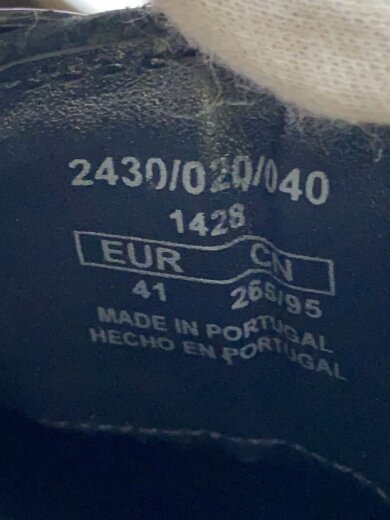 2430/020/040
1428
EUR CN
41 265/95
MADE IN PORTUGAL
HECHO EN PORTUGAL